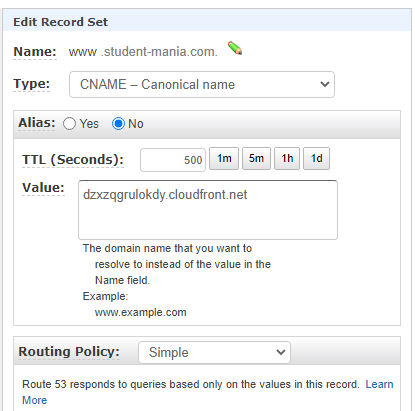 Edit Record Set
Name: www .student-mania.com.
Type: CNAME – Canonical name
Alias: Yes No
TTL (Seconds): 500 1m 5m 1h 1d
Value: dzxzqgrulokdy.cloudfront.net
The domain name that you want to
resolve to instead of the value in the
Name field.
Example:
www.example.com
Routing Policy: Simple
Route 53 responds to queries based only on the values in this record. Learn
More